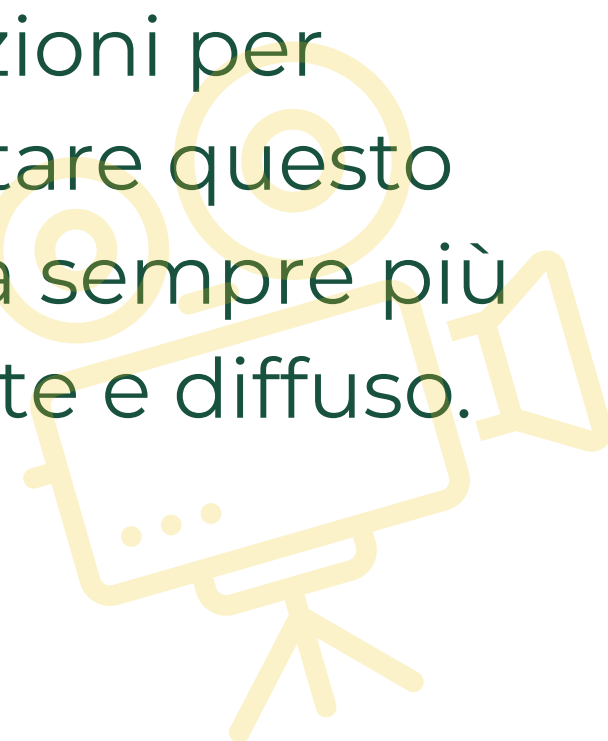 zioni per
tare questo
a sempre più
te e diffuso.